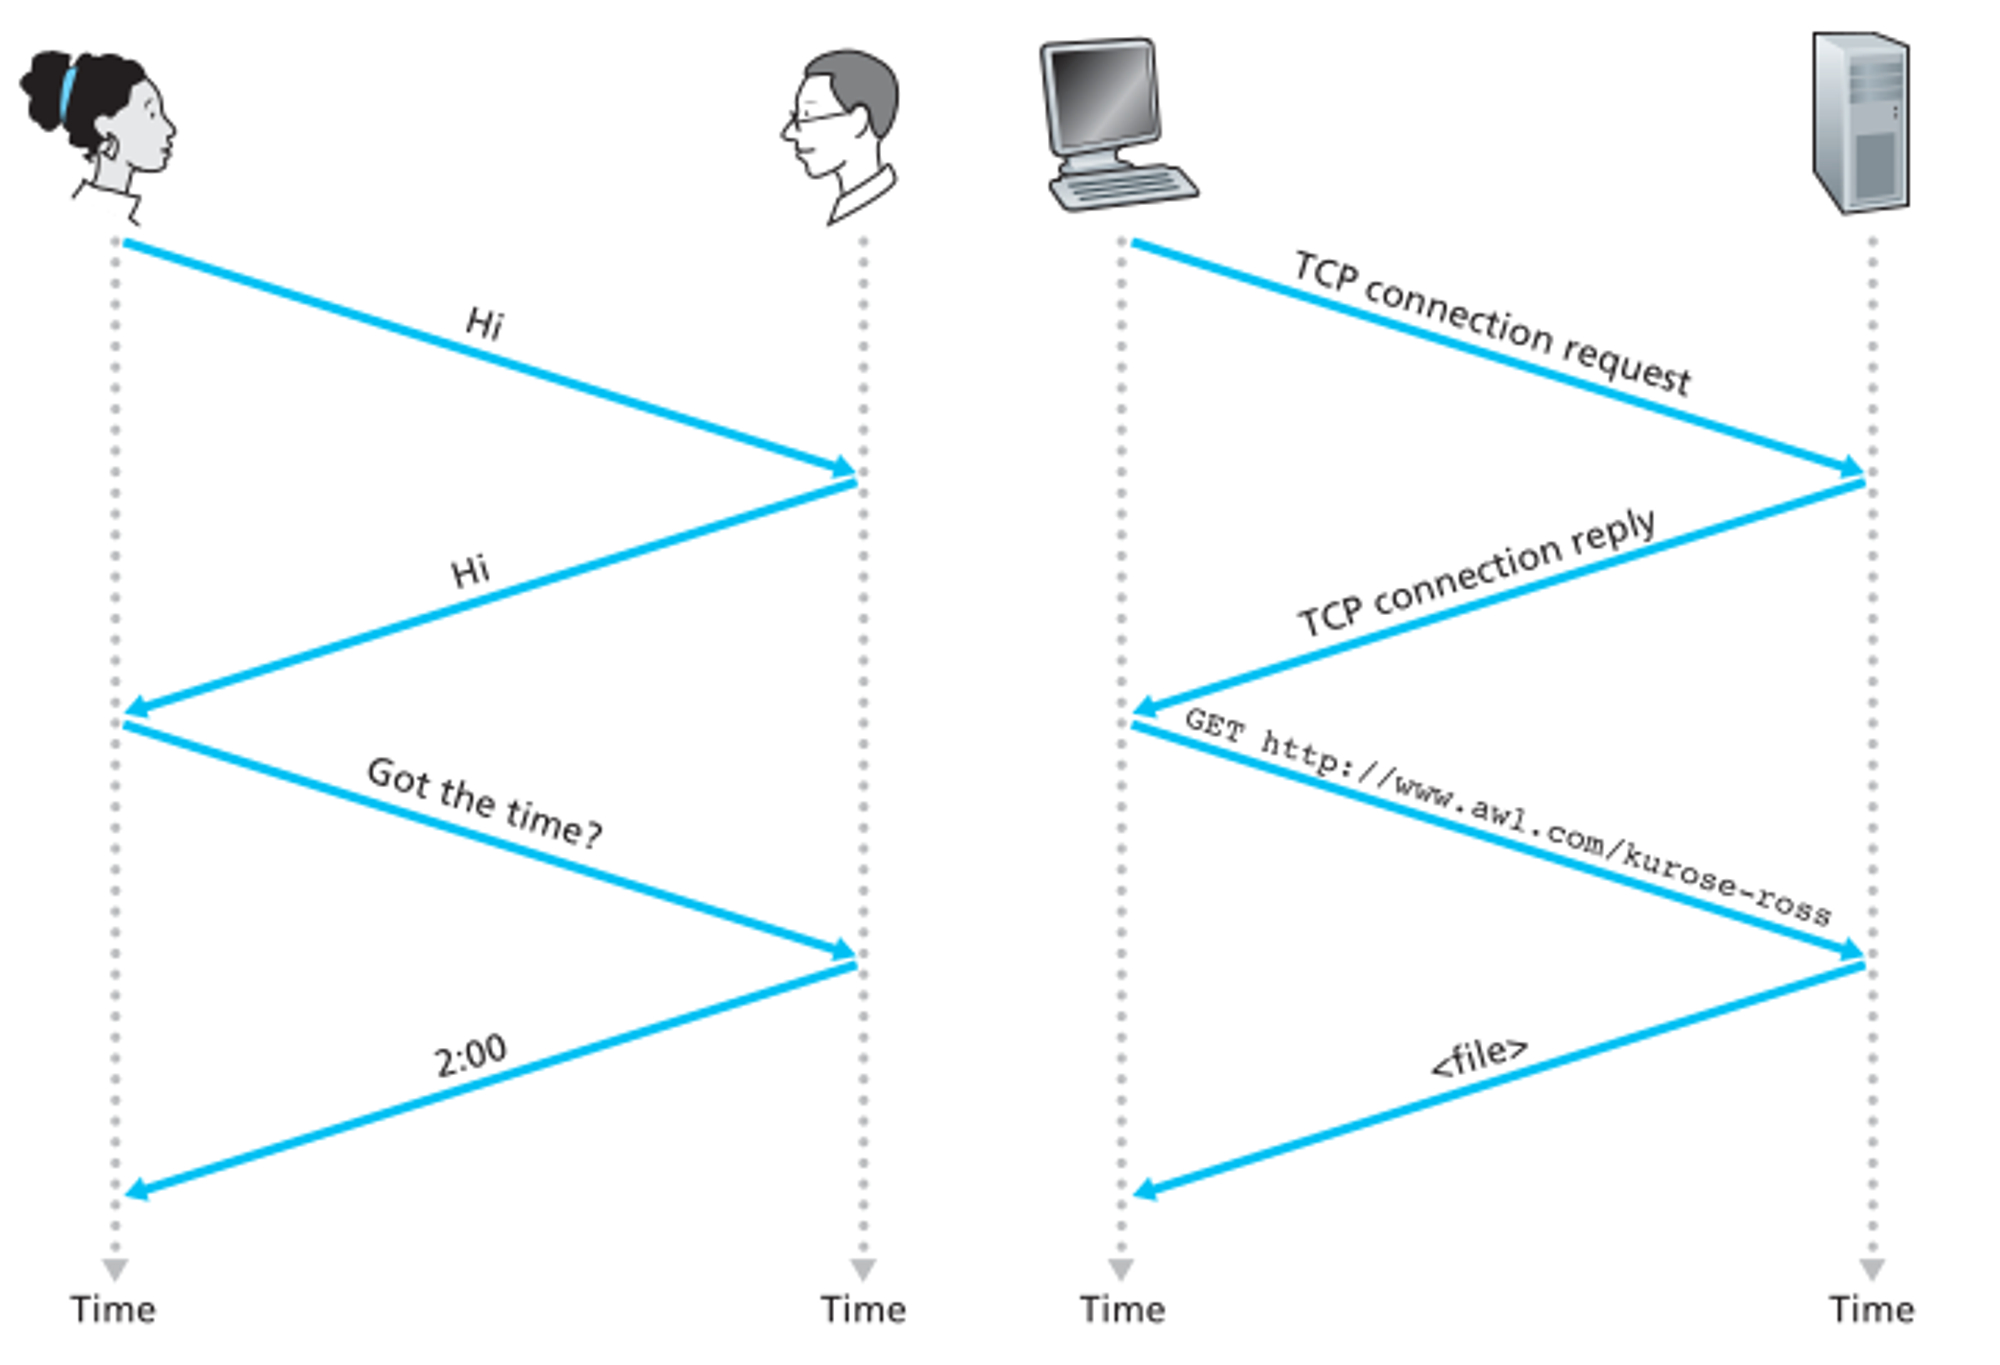 Hi
Hi
Got the time?
2:00
Time
Time
TCP connection request
TCP connection reply
GET http://www.awl.com/kurose-ross
<file>
Time
Time